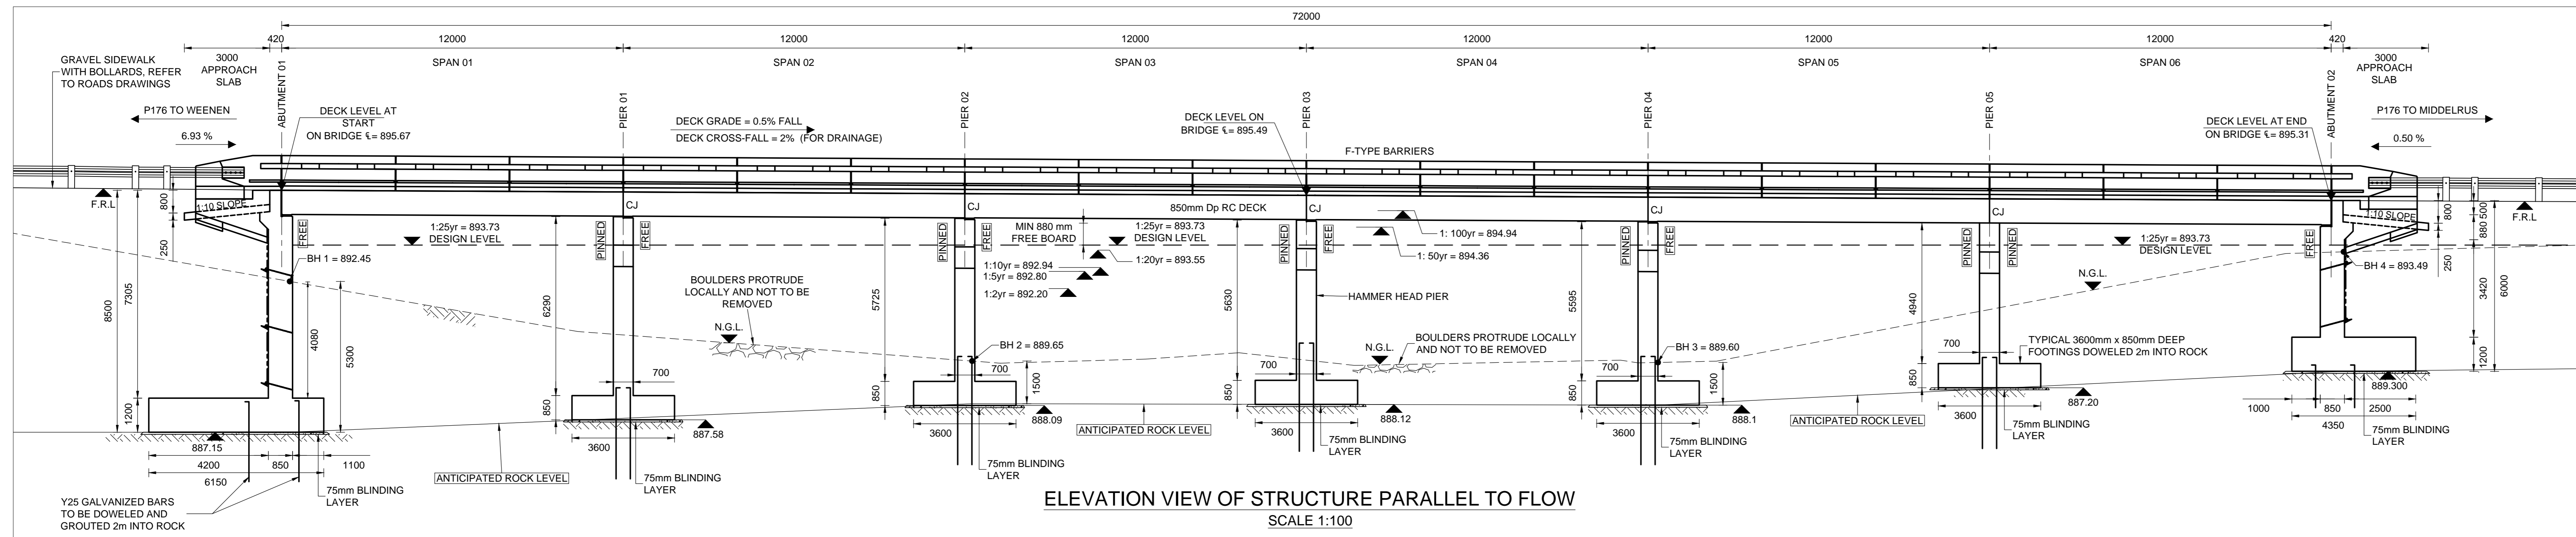 72000
420
12000
12000
12000
12000
12000
12000
420
3000
APPROACH
SLAB
SPAN 01
SPAN 02
SPAN 03
SPAN 04
SPAN 05
SPAN 06
3000
APPROACH
SLAB
GRAVEL SIDEWALK
WITH BOLLARDS, REFER
TO ROADS DRAWINGS
ABUTMENT 01
PIER 01
PIER 02
PIER 03
PIER 04
PIER 05
ABUTMENT 02
P176 TO WEENEN
6.93 %
DECK LEVEL AT
START
ON BRIDGE ℄= 895.67
DECK GRADE = 0.5% FALL
DECK CROSS-FALL = 2% (FOR DRAINAGE)
DECK LEVEL ON
BRIDGE ℄= 895.49
F-TYPE BARRIERS
DECK LEVEL AT END
ON BRIDGE ℄= 895.31
P176 TO MIDDELRUS
0.50 %
F.R.L
800
1:10 SLOPE
250
8500
7305
1200
FREE
1:25yr = 893.73
DESIGN LEVEL
BH 1 = 892.45
4080
5300
CJ
PINNED
FREE
6290
850
700
CJ
PINNED
FREE
5725
850
700
BOULDERS PROTRUDE
LOCALLY AND NOT TO BE
REMOVED
N.G.L.
MIN 880 mm
FREE BOARD
1:25yr = 893.73
DESIGN LEVEL
1:20yr = 893.55
1:10yr = 892.94
1:5yr = 892.80
1:2yr = 892.20
BH 2 = 889.65
1500
850mm Dp RC DECK
CJ
PINNED
FREE
5630
850
700
1: 100yr = 894.94
1: 50yr = 894.36
HAMMER HEAD PIER
BOULDERS PROTRUDE LOCALLY
AND NOT TO BE REMOVED
N.G.L.
CJ
PINNED
FREE
5595
850
700
BH 3 = 889.60
1500
CJ
PINNED
PINNED
4940
850
700
1:25yr = 893.73
DESIGN LEVEL
N.G.L.
TYPICAL 3600mm x 850mm DEEP
FOOTINGS DOWELED 2m INTO ROCK
FREE
BH 4 = 893.49
1:10 SLOPE
800
250
500
880
3420
1200
6000
F.R.L
887.15
4200
850
1100
6150
Y25 GALVANIZED BARS
TO BE DOWELED AND
GROUTED 2m INTO ROCK
75mm BLINDING
LAYER
ANTICIPATED ROCK LEVEL
3600
887.58
75mm BLINDING
LAYER
3600
888.09
75mm BLINDING
LAYER
ANTICIPATED ROCK LEVEL
3600
888.12
75mm BLINDING
LAYER
3600
888.1
75mm BLINDING
LAYER
ANTICIPATED ROCK LEVEL
3600
887.20
75mm BLINDING
LAYER
889.300
1000
850
2500
4350
75mm BLINDING
LAYER
ELEVATION VIEW OF STRUCTURE PARALLEL TO FLOW
SCALE 1:100